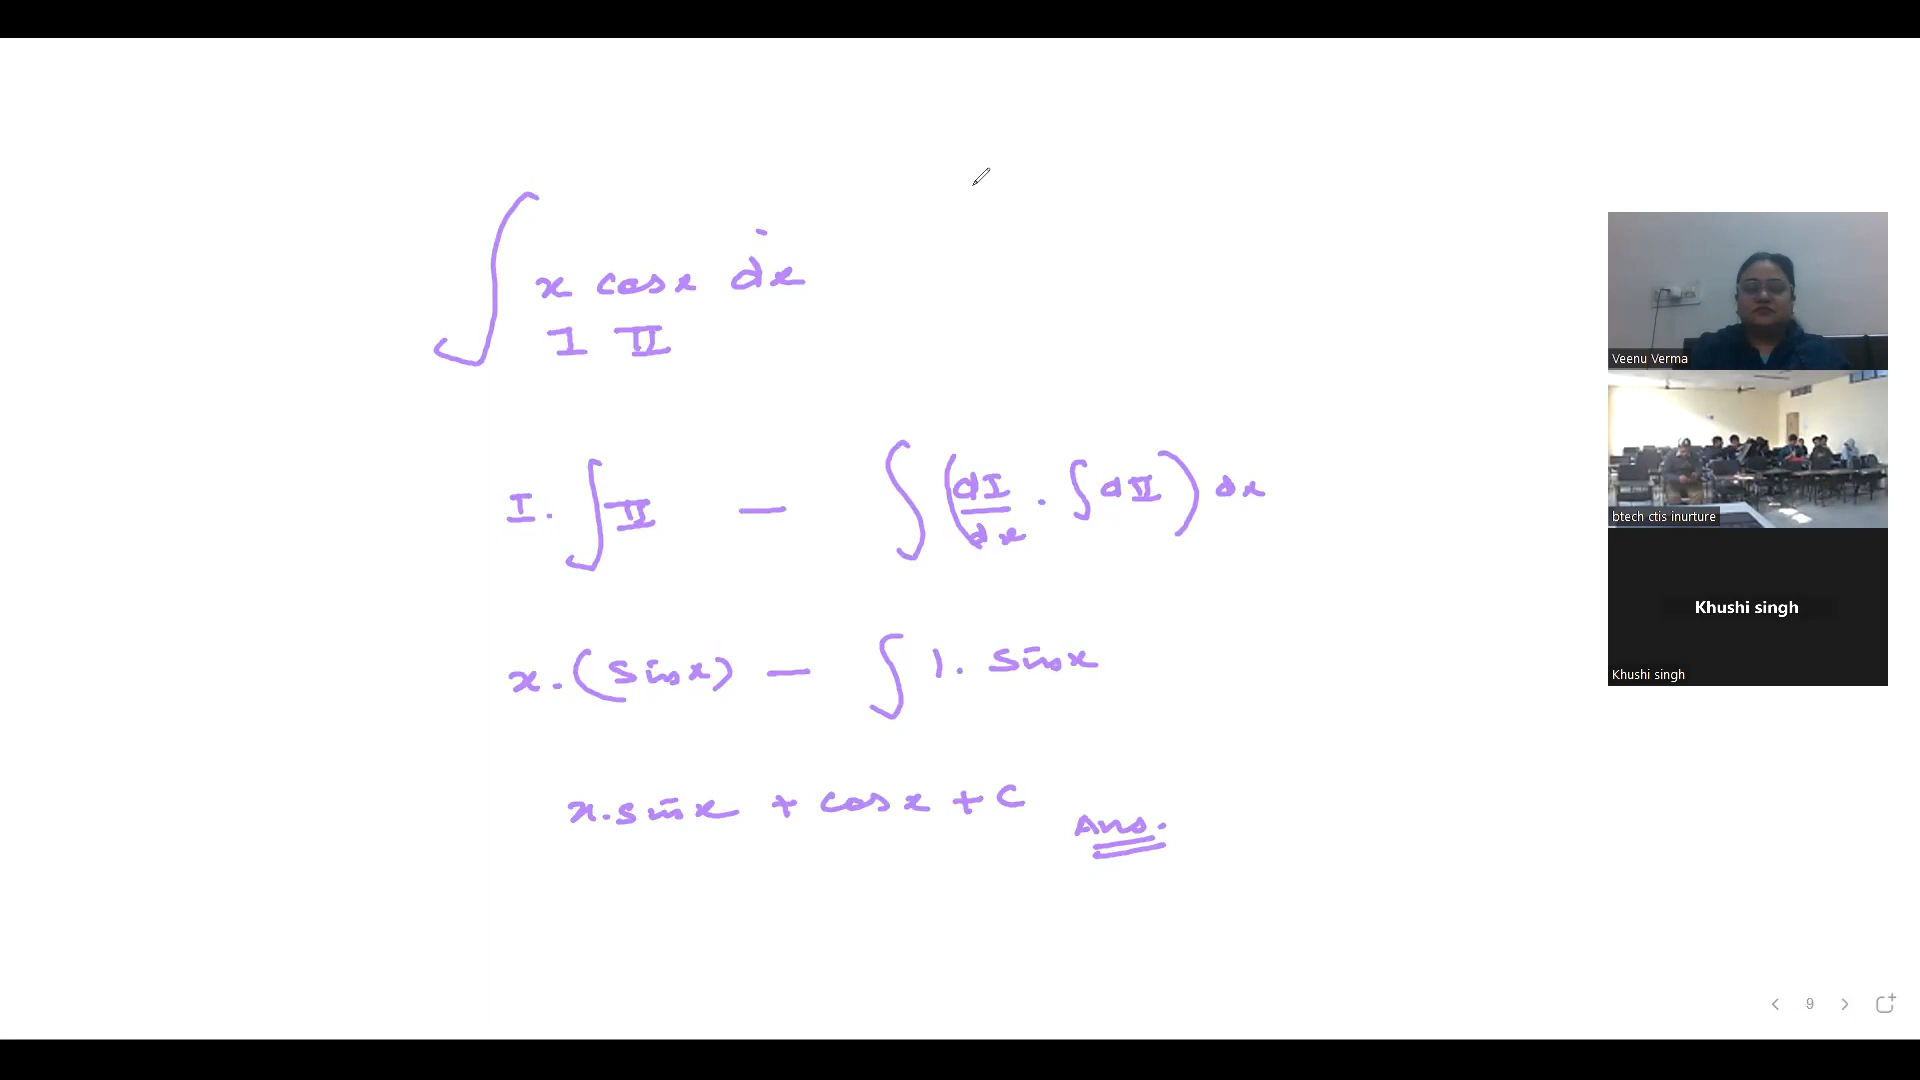 ∫ x cosx dx
I II
I. ∫ II — ∫ (dI/dx . ∫ dII) dx
x. (sinx) — ∫ 1. sinx
x. sinx + cosx + c
Ans.
Veenu Verma
btech ctis inurture
Khushi singh
Khushi singh
9